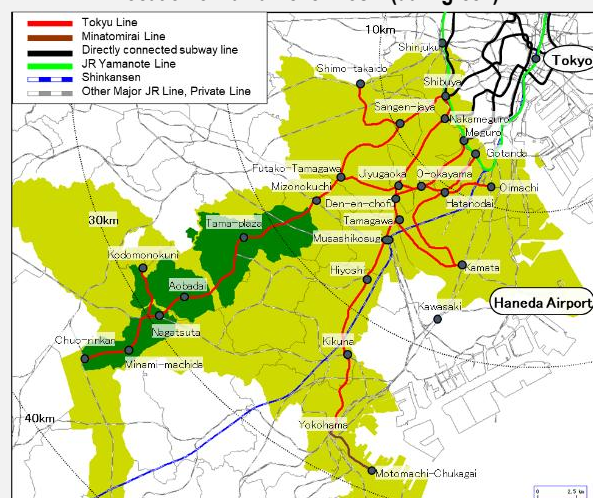 Tokyu Line
Minatomirai Line
Directly connected subway line
JR Yamanote Line
Shinkansen
Other Major JR Line, Private Line
10km
Shinjuku
Tokyo
Shimo-takaido
Shibuya
Sangen-jaya
Nakameguro
Meguro
Gotanda
Futako-Tamagawa
Jiyugaoka
O-okayama
Mizonokuchi
Oimachi
Den-en-chofu
Hatanodai
30km
Tama-plaza
Tamagawa
Musashikosugi
Kodomonokuni
Hiyoshi
Kamata
Aobadai
Haneda Airport
Kawasaki
Nagatsuta
Chuo-rinkan
Kikuna
Minami-machida
40km
Yokohama
Motomachi-Chukagai
0